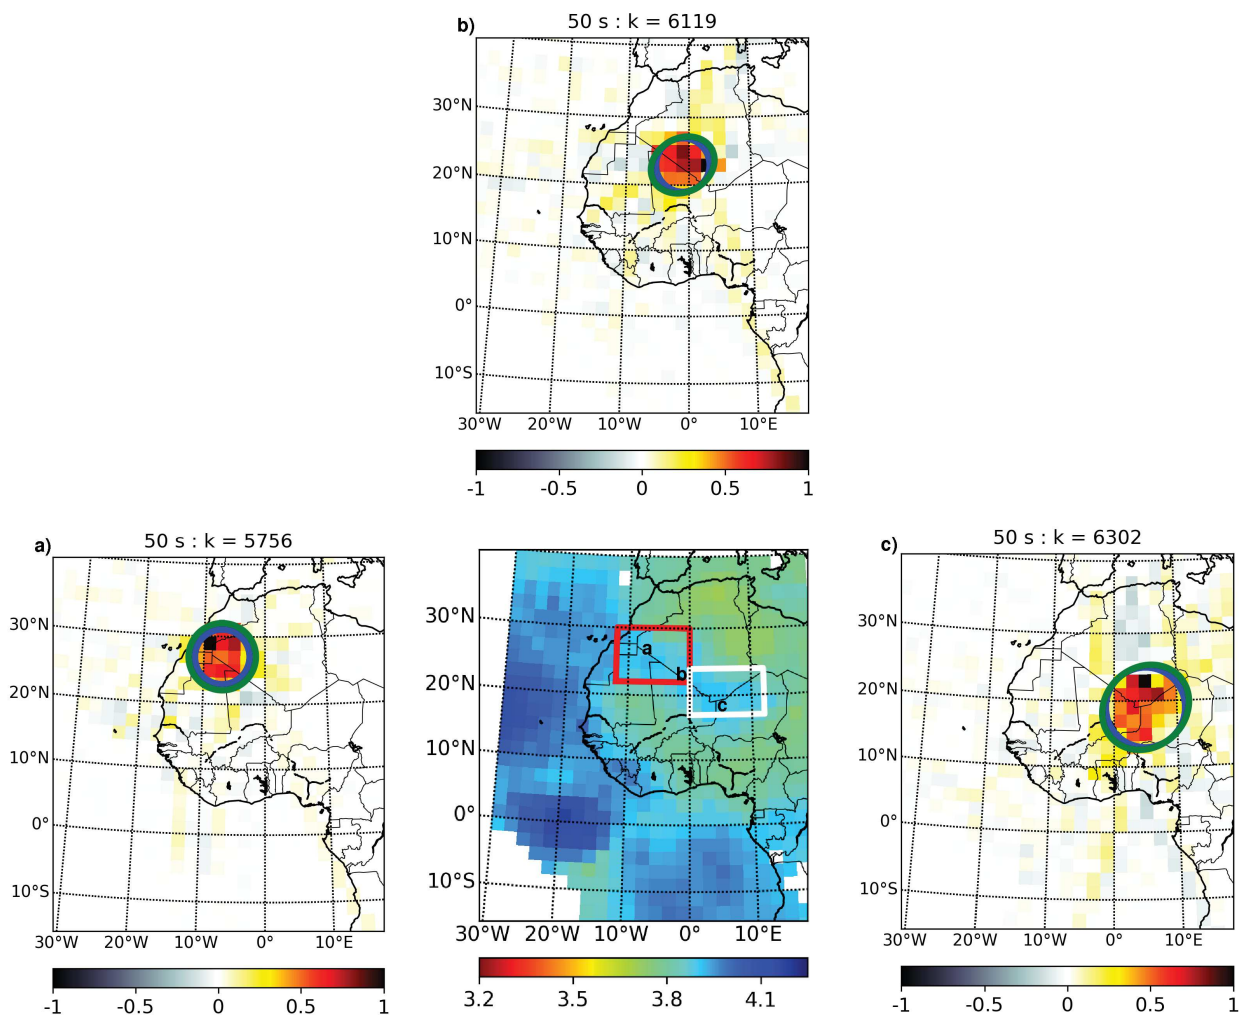 b)
50 s : k = 6119
30°N
20°N
10°N
0°
10°S
30°W 20°W 10°W 0° 10°E
-1 -0.5 0 0.5 1
a)
50 s : k = 5756
30°N
20°N
10°N
0°
10°S
30°W 20°W 10°W 0° 10°E
-1 -0.5 0 0.5 1
a
b
c
30°N
20°N
10°N
0°
10°S
30°W 20°W 10°W 0° 10°E
3.2 3.5 3.8 4.1
c)
50 s : k = 6302
30°N
20°N
10°N
0°
10°S
30°W 20°W 10°W 0° 10°E
-1 -0.5 0 0.5 1